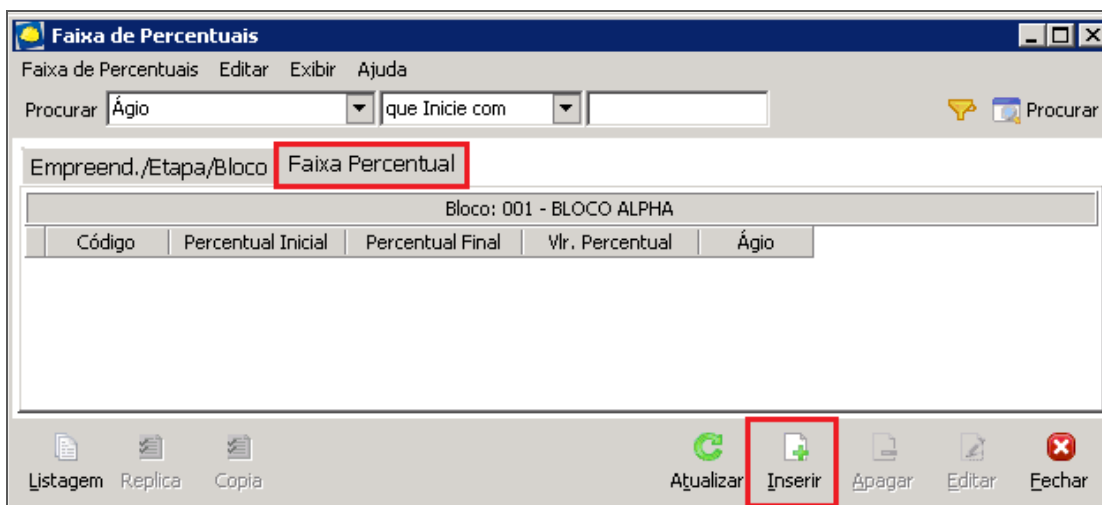 Faixa de Percentuais
Faixa de Percentuais Editar Exibir Ajuda
Procurar Ágio que Inicie com Procurar
Empreend./Etapa/Bloco Faixa Percentual
Bloco: 001 - BLOCO ALPHA
Código Percentual Inicial Percentual Final Vlr. Percentual Ágio
Listagem Replica Copia Atualizar Inserir Apagar Editar Fechar